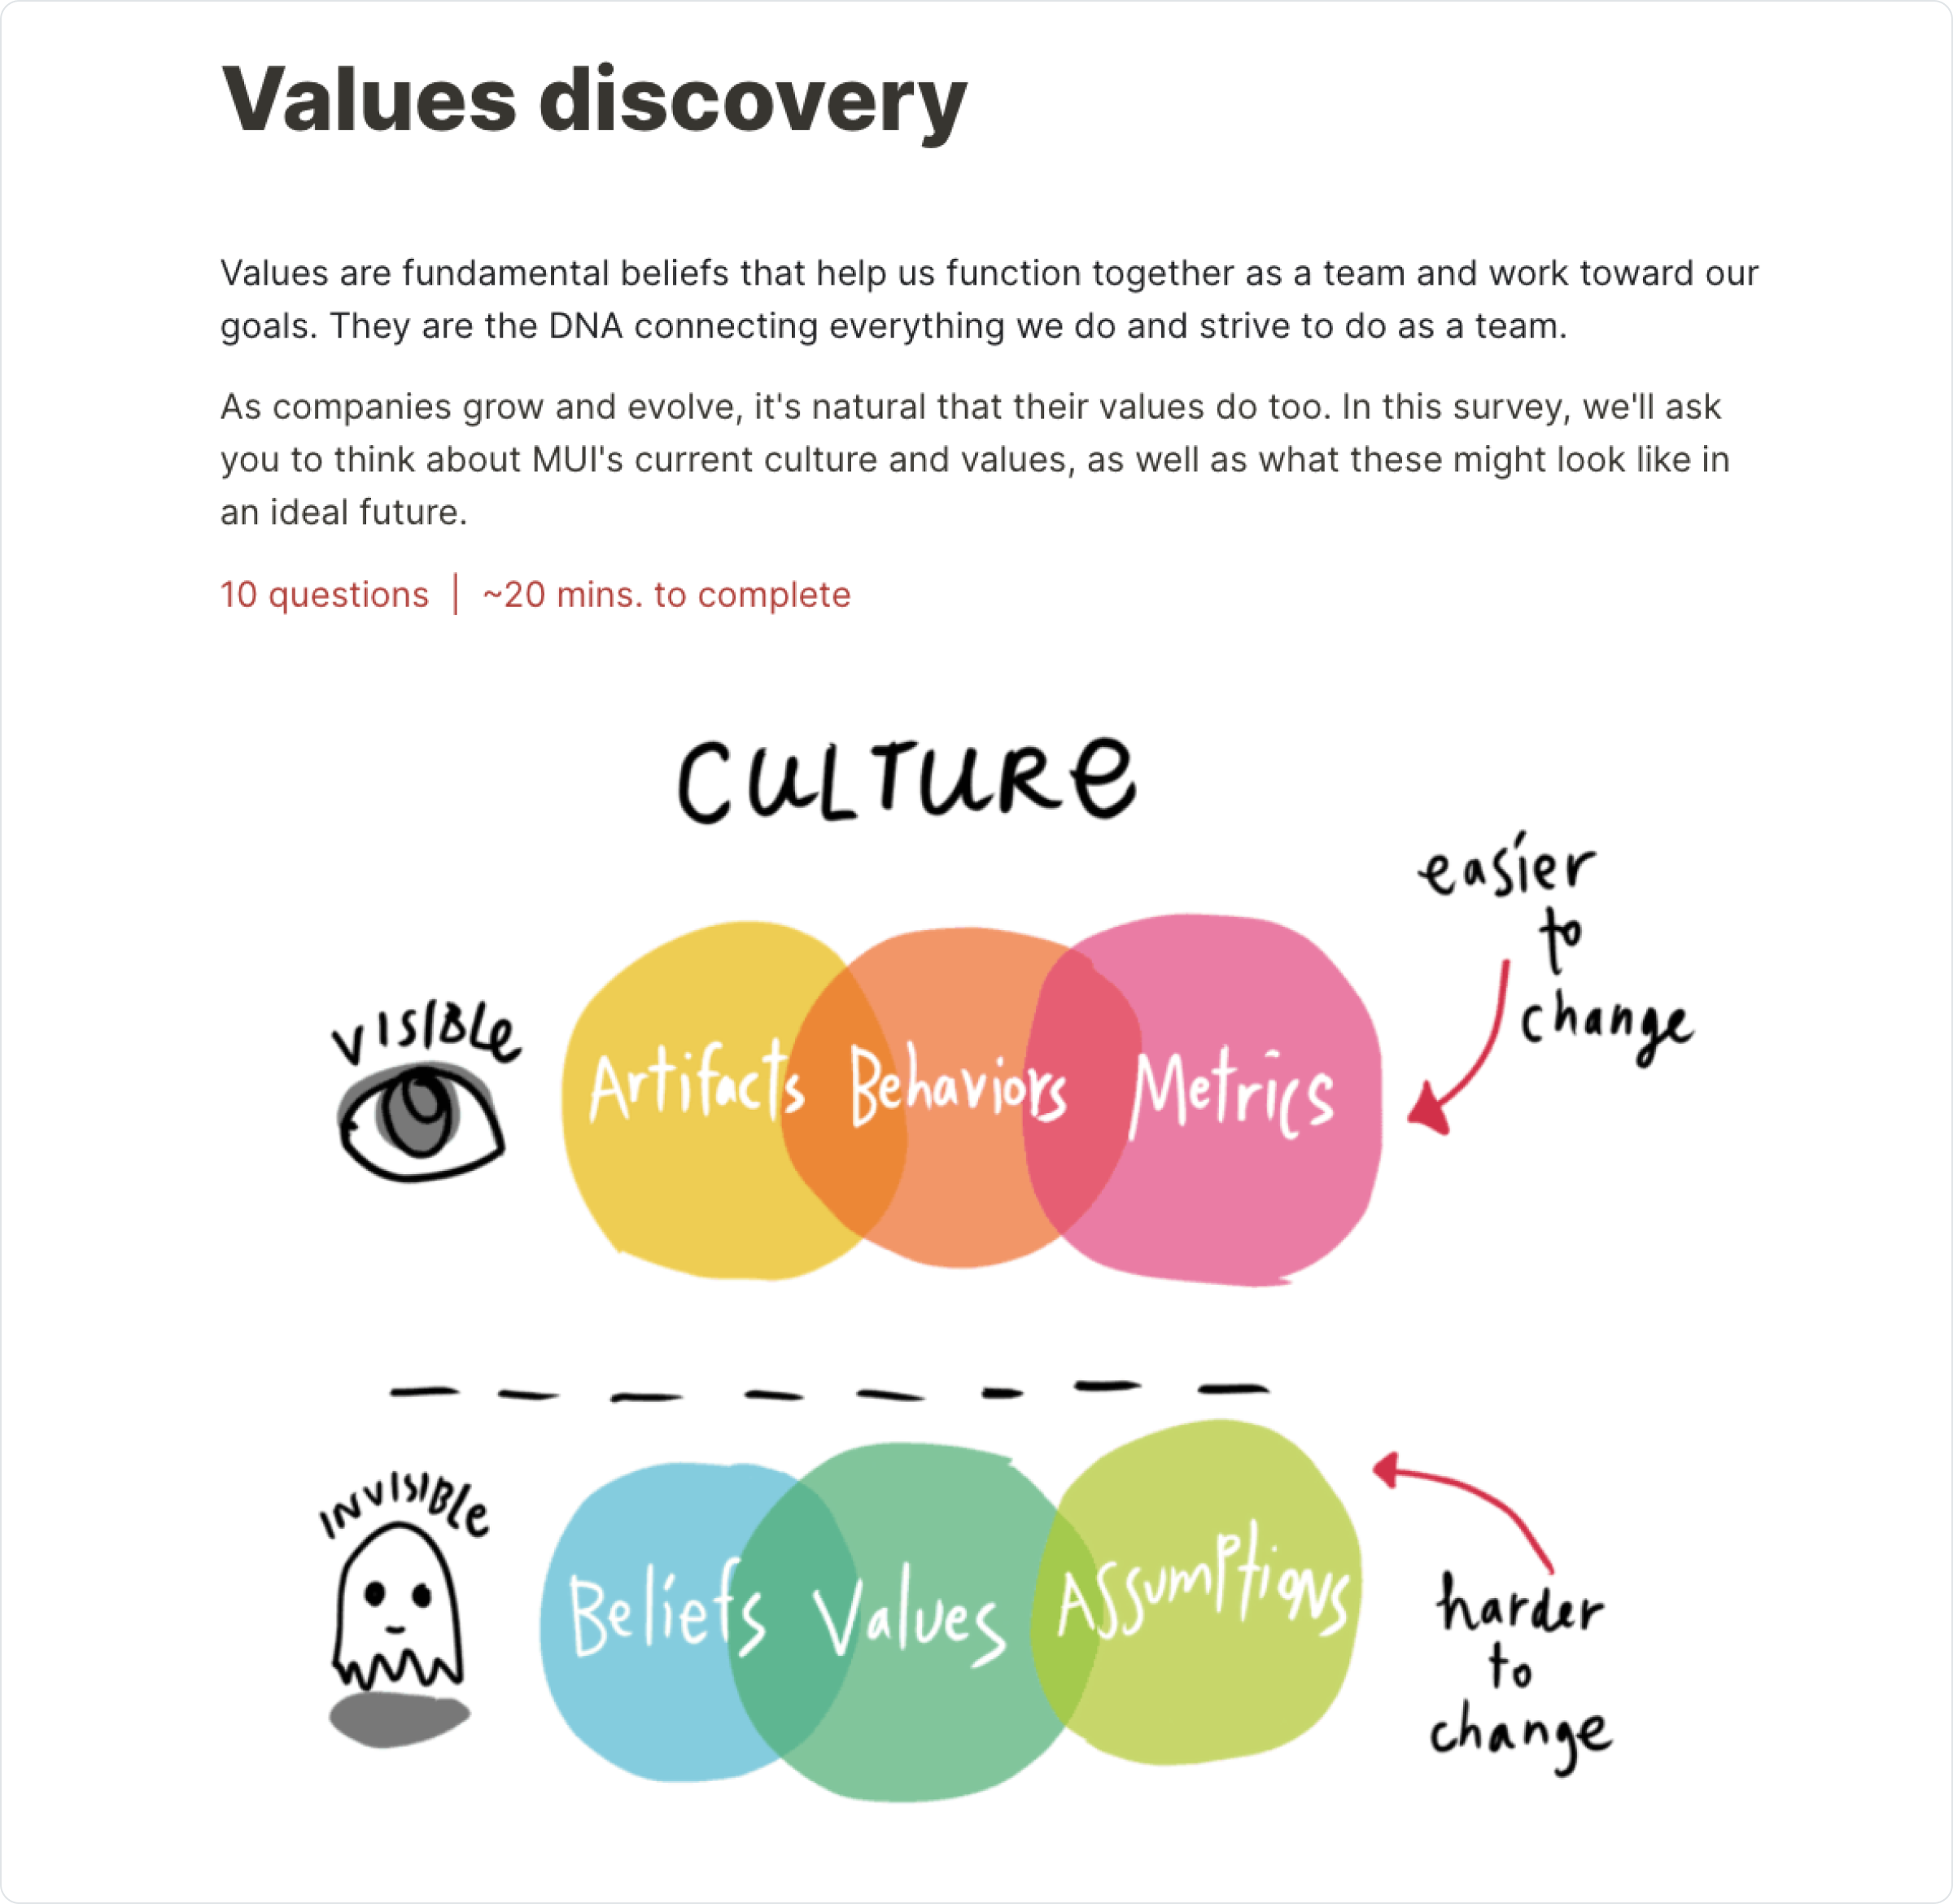 Values discovery
Values are fundamental beliefs that help us function together as a team and work toward our
goals. They are the DNA connecting everything we do and strive to do as a team.
As companies grow and evolve, it's natural that their values do too. In this survey, we'll ask
you to think about MUI's current culture and values, as well as what these might look like in
an ideal future.
10 questions | ~20 mins. to complete
CULTURe
easier
to
change
VISIBLe
Artifacts Behaviors Metrics
INVISIBle
Beliefs Values AssumPtions
harder
to
change